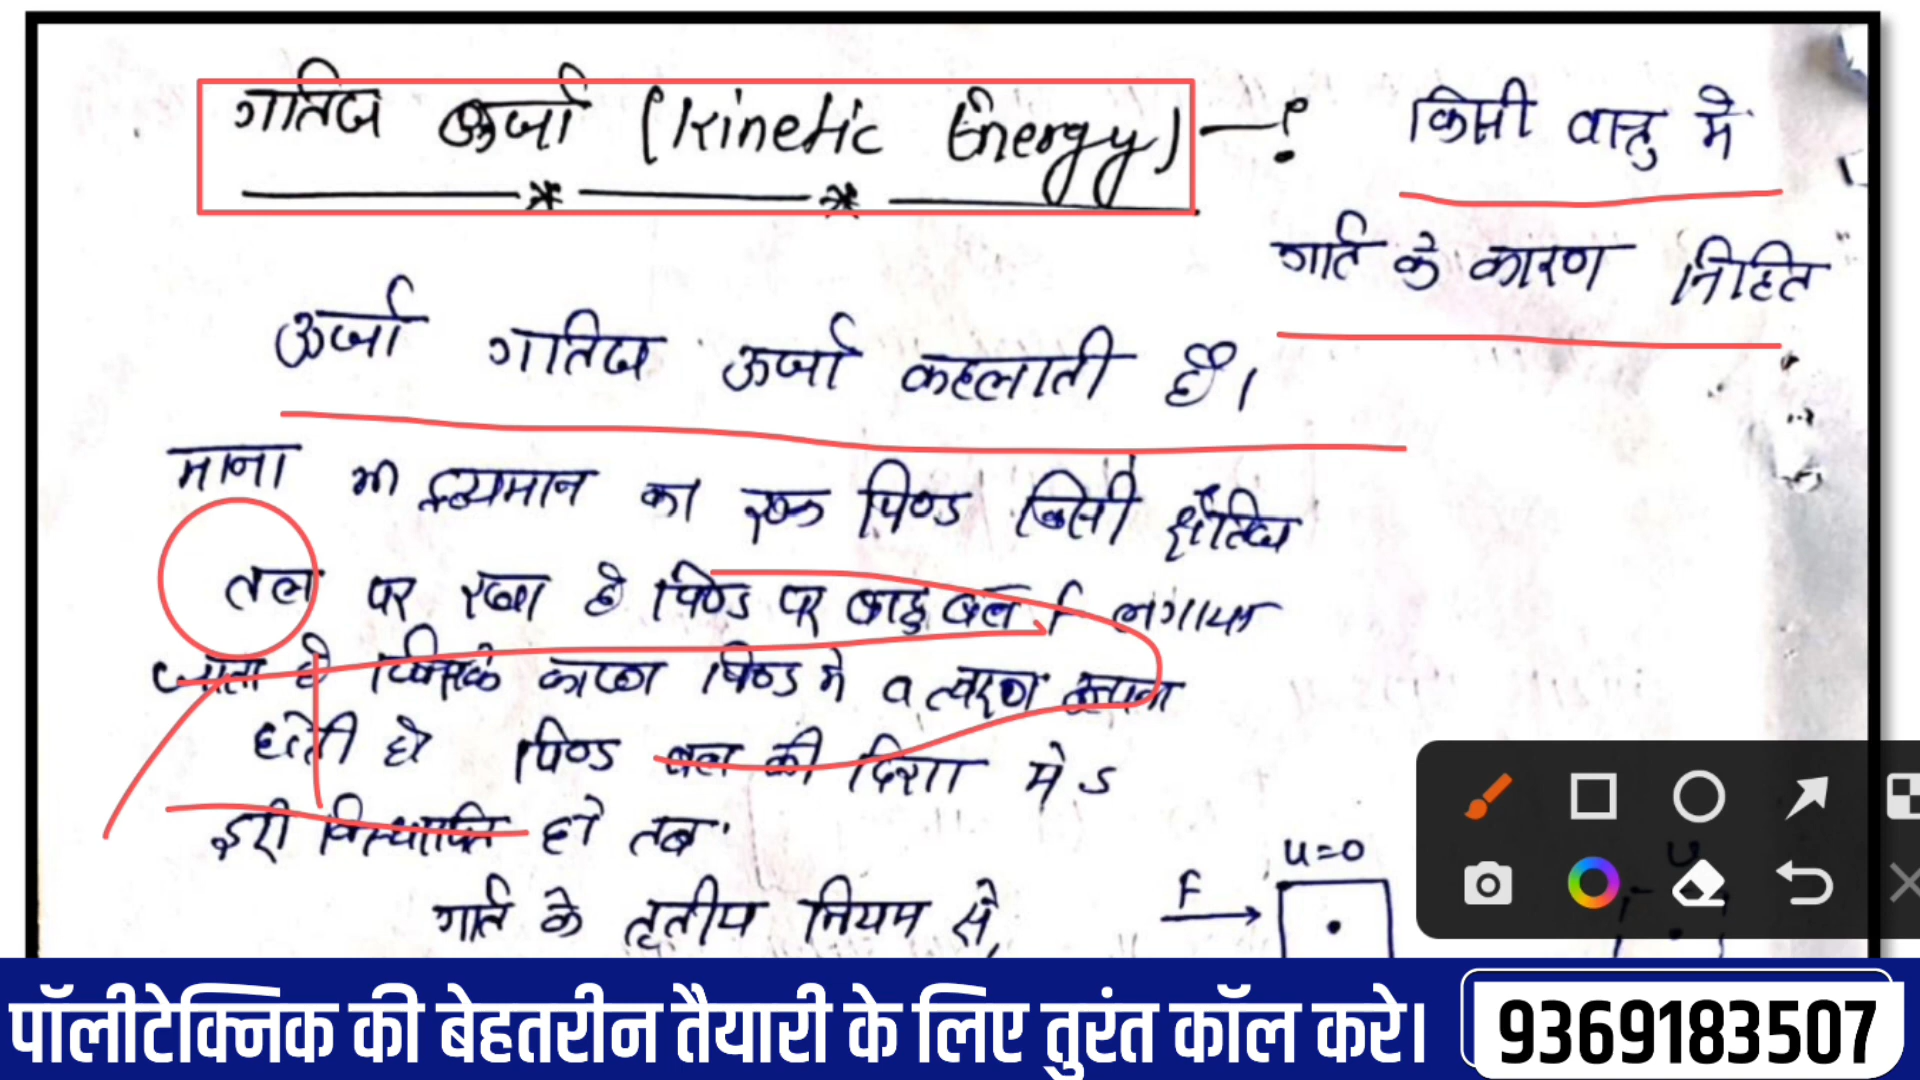 गतिज ऊर्जा (Kinetic Energy) — : किसी वस्तु मे
गति के कारण निहित
ऊर्जा गतिज ऊर्जा कहलाती है।
माना m द्रव्यमान का एक पिण्ड किसी क्षैतिज
तल पर रखा है पिण्ड पर बाह्य बल F लगाया
जाता है जिसके कारण पिण्ड मे a त्वरण उत्पन्न
होती है पिण्ड बल की दिशा मे s
दूरी विस्थापित हो तब
u=0
गति के तृतीय नियम से, F
पॉलीटेक्निक की बेहतरीन तैयारी के लिए तुरंत कॉल करे। 9369183507